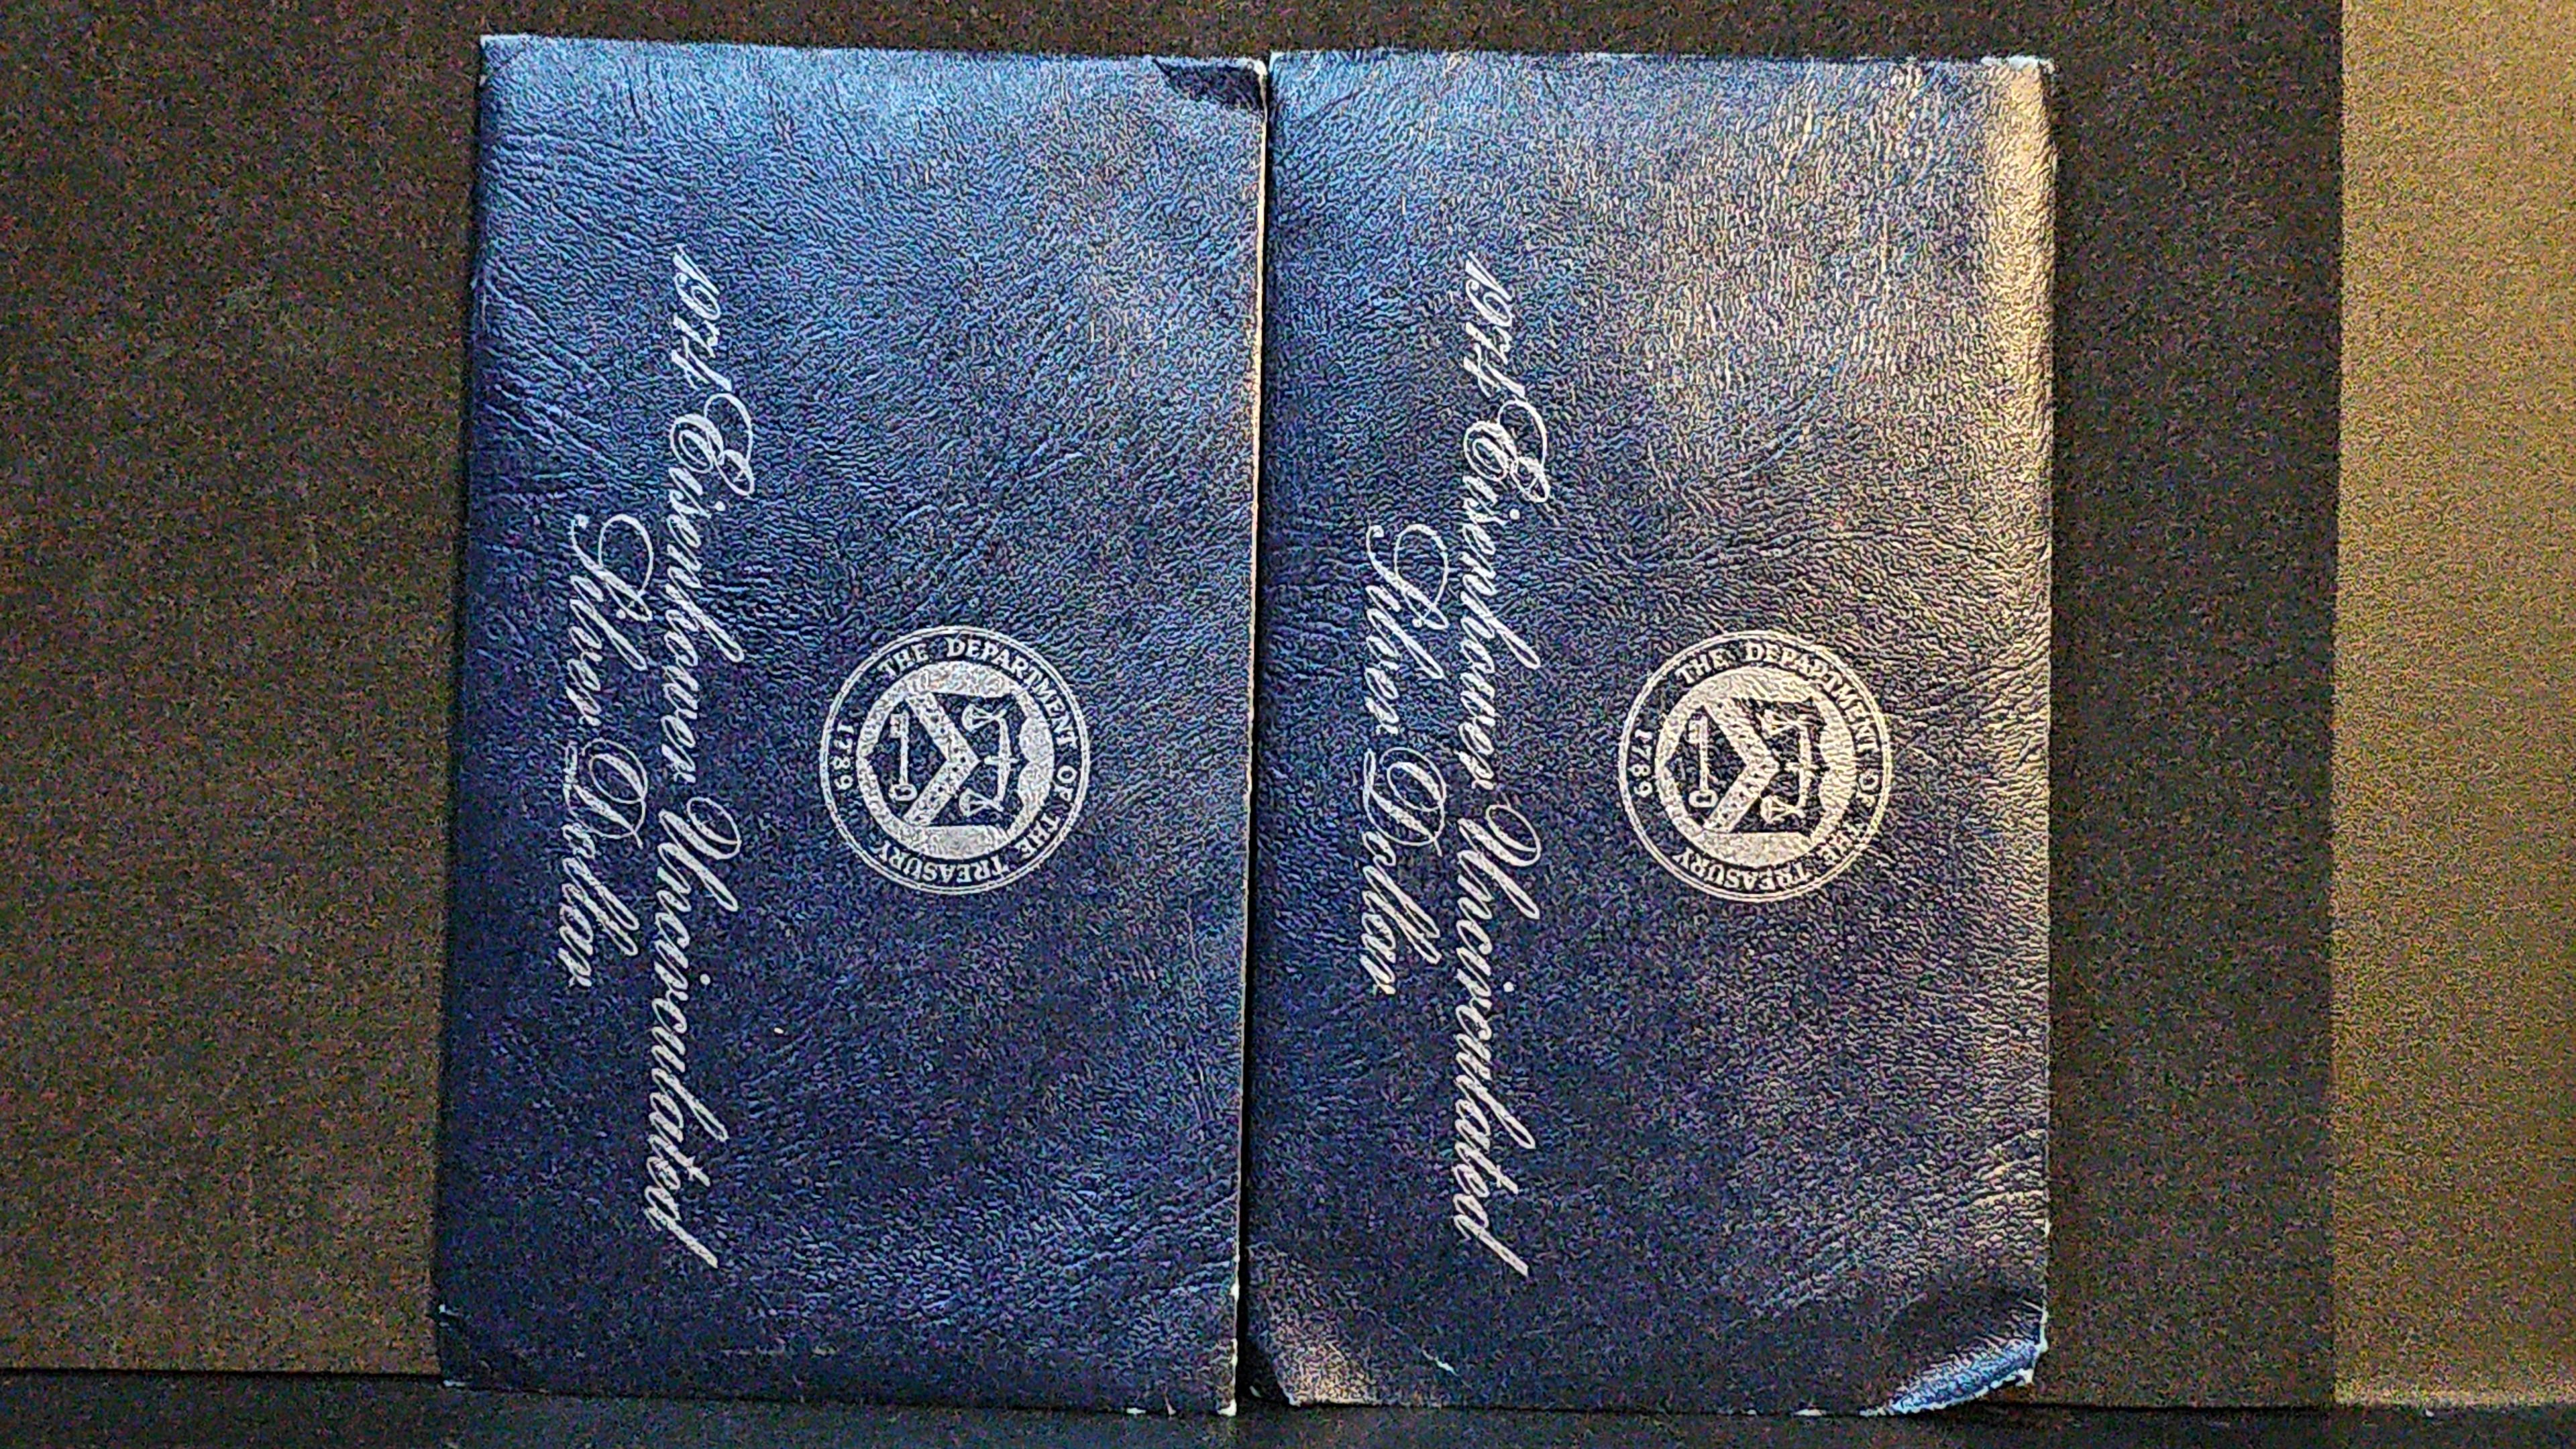 THE DEPARTMENT OF THE TREASURY
1789
1974 Eisenhower Uncirculated
Silver Dollar
THE DEPARTMENT OF THE TREASURY
1789
1974 Eisenhower Uncirculated
Silver Dollar